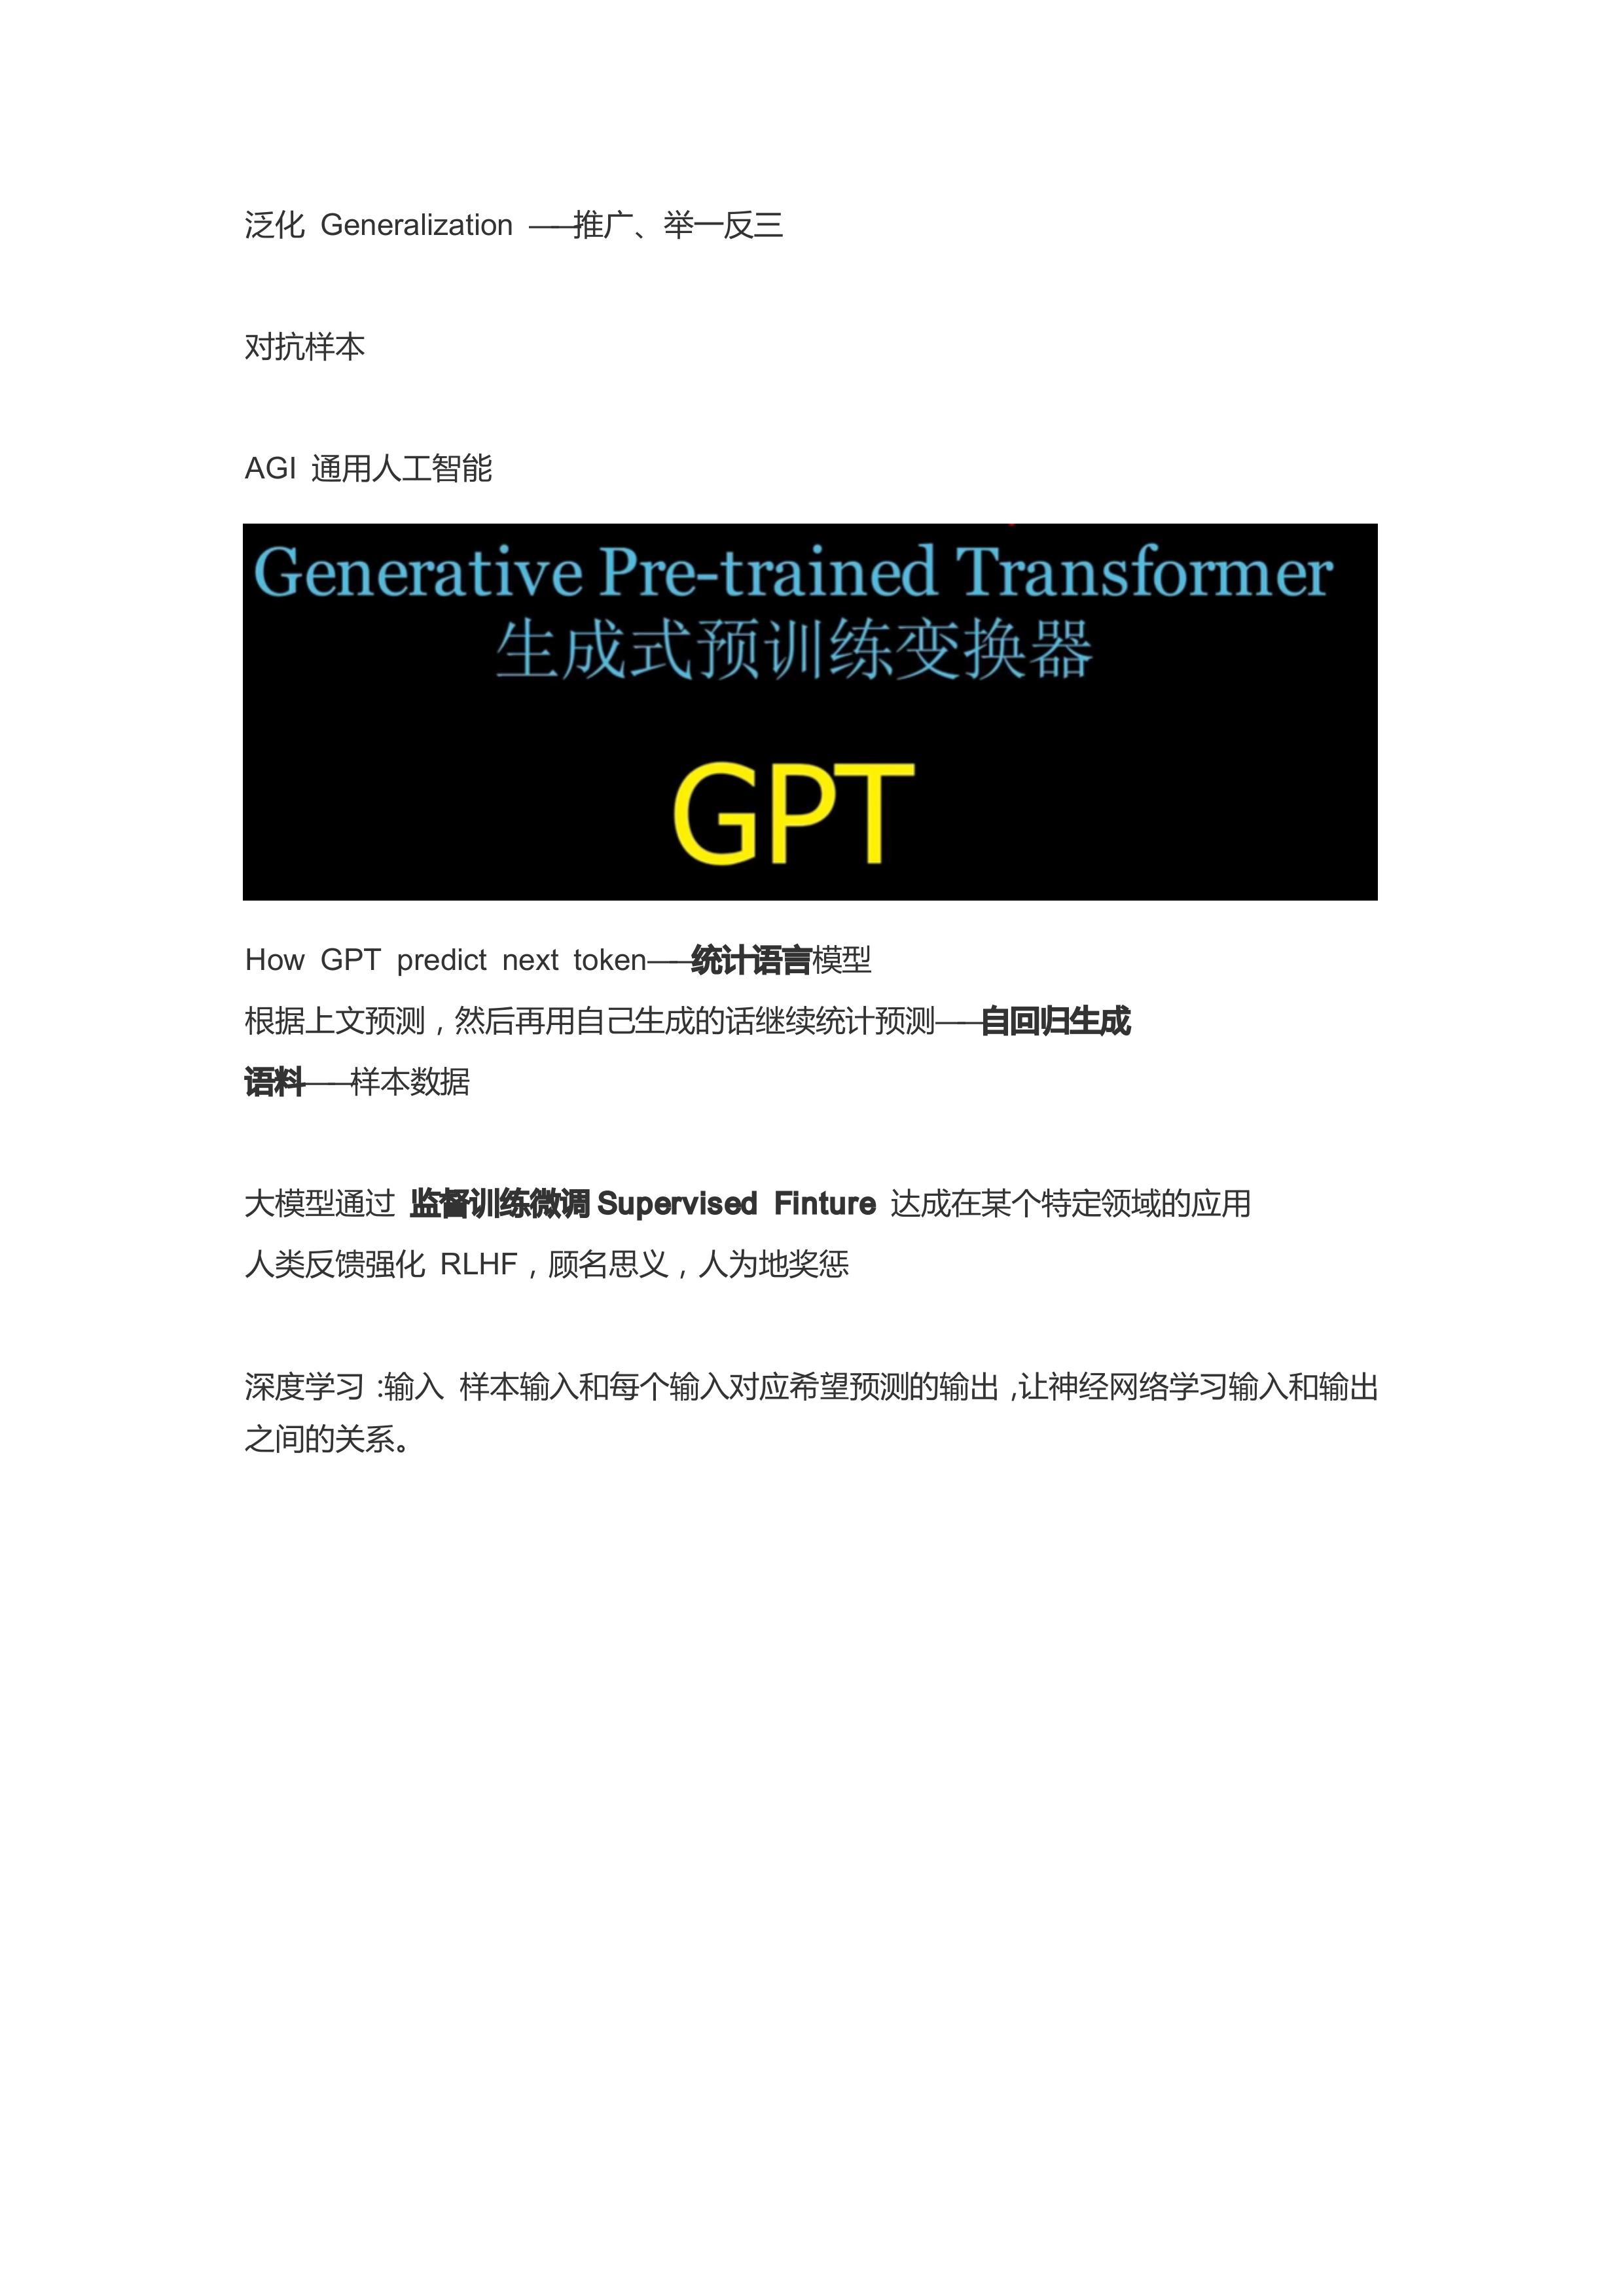 泛化 Generalization ——推广、举一反三
对抗样本
AGI 通用人工智能
Generative Pre-trained Transformer
生成式预训练变换器
GPT
How GPT predict next token——统计语言模型
根据上文预测，然后再用自己生成的话继续统计预测——自回归生成
语料——样本数据
大模型通过 监督训练微调 Supervised Finture 达成在某个特定领域的应用
人类反馈强化 RLHF，顾名思义，人为地奖惩
深度学习：输入 样本输入和每个输入对应希望预测的输出，让神经网络学习输入和输出
之间的关系。